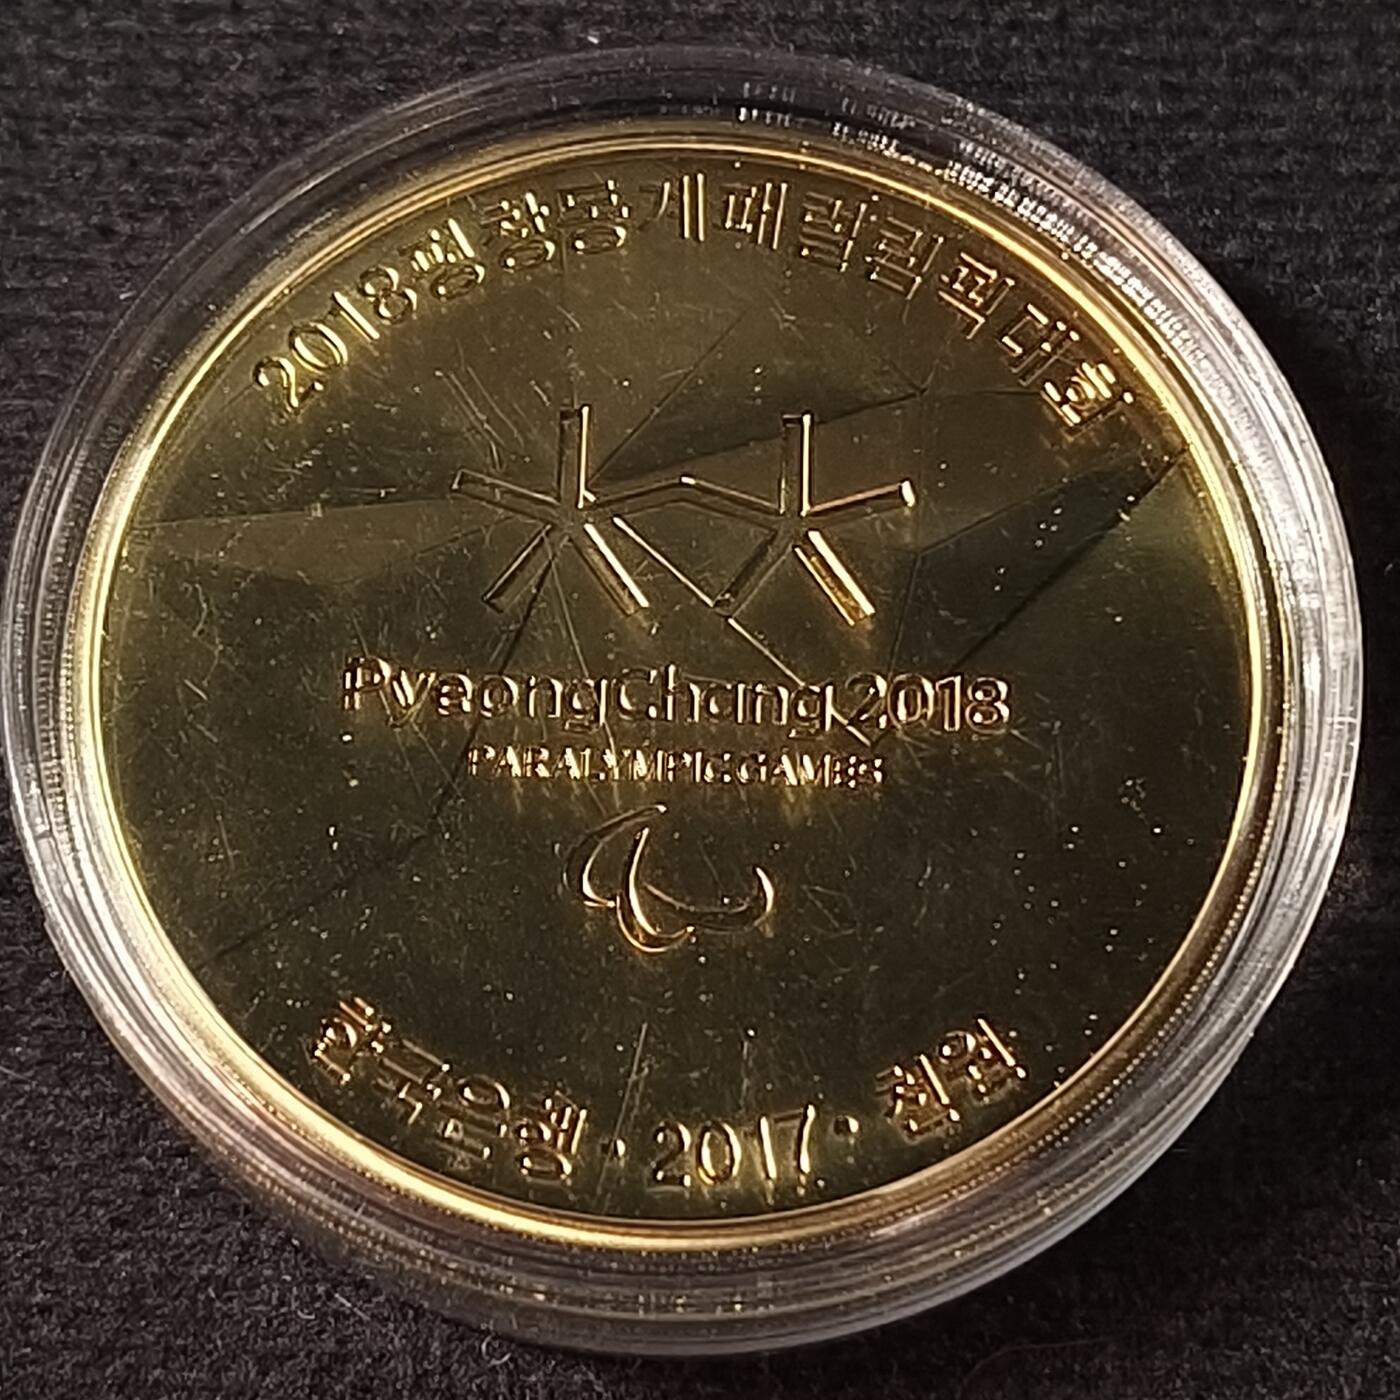 2018평창동계패럴림픽대회
PyeongChang 2018
PARALYMPIC GAMES
한국은행 · 2017 · 천원